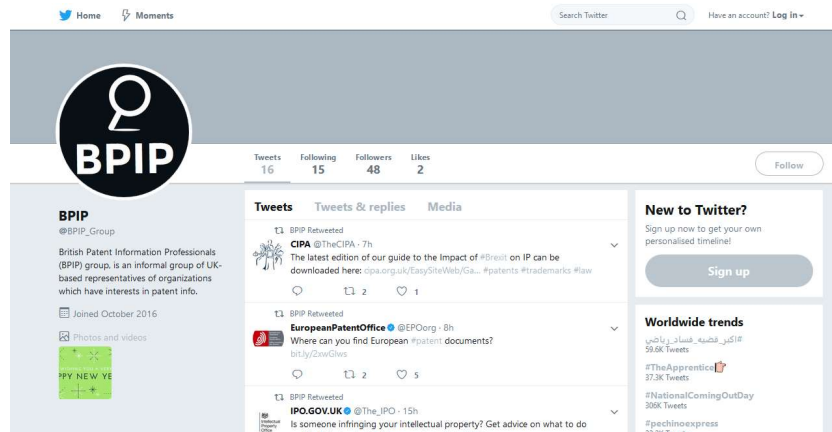 Home Moments Search Twitter Have an account? Log in
BPIP
Tweets Following Followers Likes
16 15 48 2
Follow
BPIP
@BPIP_Group
British Patent Information Professionals
(BPIP) group, is an informal group of UK-
based representatives of organizations
which have interests in patent info.
Joined October 2016
Photos and videos
PPY NEW YE
Tweets Tweets & replies Media
BPIP Retweeted
CIPA @TheCIPA · 7h
The latest edition of our guide to the Impact of #Brexit on IP can be
downloaded here: cipa.org.uk/EasySiteWeb/Ga... #patents #trademarks #law
2 1
BPIP Retweeted
EuropeanPatentOffice @EPOorg · 8h
Where can you find European #patent documents?
bit.ly/2xwGlws
2 5
BPIP Retweeted
IPO.GOV.UK @The_IPO · 15h
Is someone infringing your intellectual property? Get advice on what to do
Intellectual
Property
Office
New to Twitter?
Sign up now to get your own
personalised timeline!
Sign up
Worldwide trends
#اكبر_قضيه_فساد_رياضي
59.6K Tweets
#TheApprentice
37.3K Tweets
#NationalComingOutDay
306K Tweets
#pechinoexpress